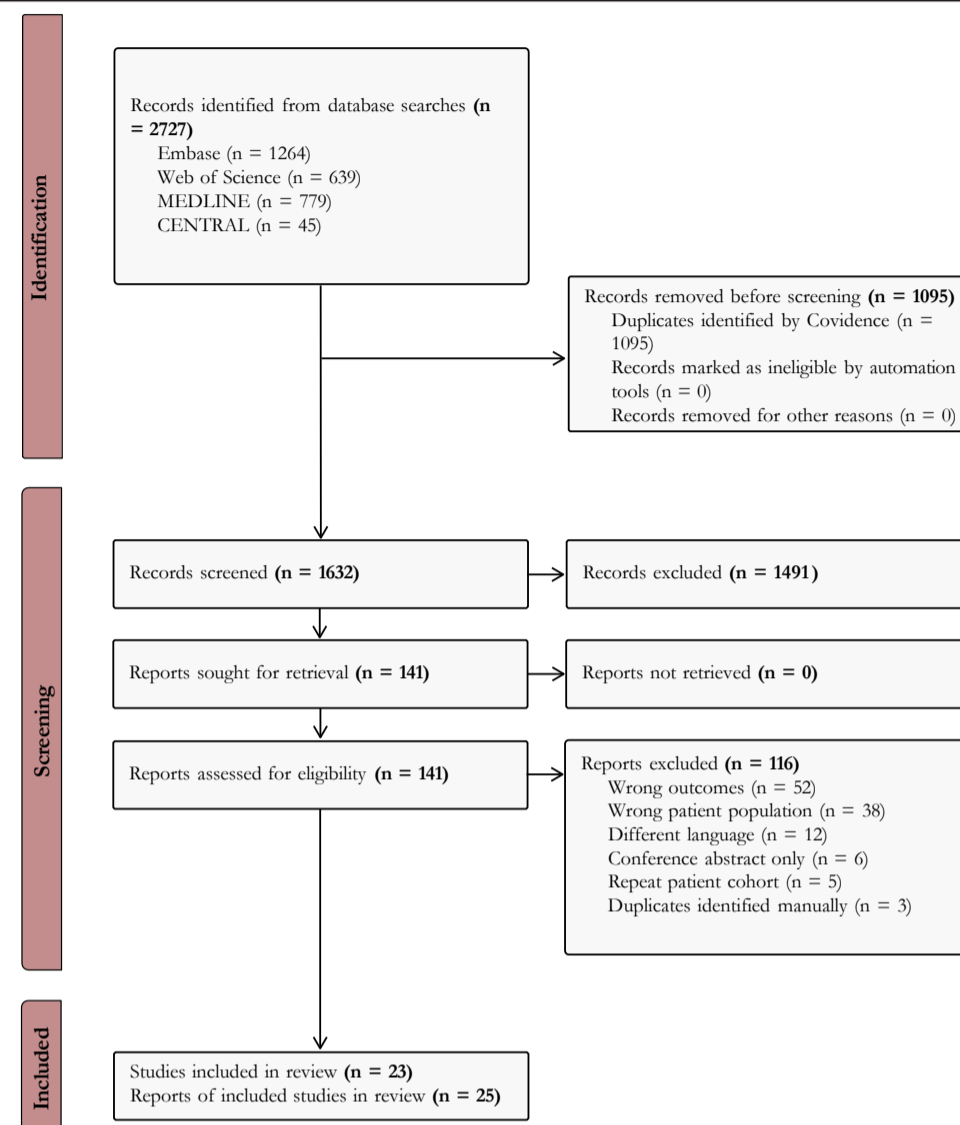 Identification
Records identified from database searches (n
= 2727)
Embase (n = 1264)
Web of Science (n = 639)
MEDLINE (n = 779)
CENTRAL (n = 45)
Records removed before screening (n = 1095)
Duplicates identified by Covidence (n =
1095)
Records marked as ineligible by automation
tools (n = 0)
Records removed for other reasons (n = 0)
Screening
Records screened (n = 1632)
Records excluded (n = 1491)
Reports sought for retrieval (n = 141)
Reports not retrieved (n = 0)
Reports assessed for eligibility (n = 141)
Reports excluded (n = 116)
Wrong outcomes (n = 52)
Wrong patient population (n = 38)
Different language (n = 12)
Conference abstract only (n = 6)
Repeat patient cohort (n = 5)
Duplicates identified manually (n = 3)
Included
Studies included in review (n = 23)
Reports of included studies in review (n = 25)